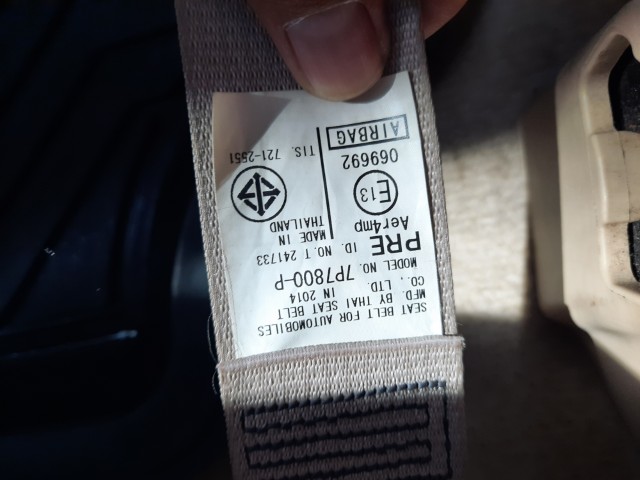 SEAT BELT FOR AUTOMOBILES
MFD. BY THAI SEAT BELT
CO., LTD. IN 2014
MODEL NO. 7P7800-P
PRE ID. NO. T 241733
Aer4mp
MADE IN
THAILAND
E13
069692
TIS. 721-2551
AIRBAG